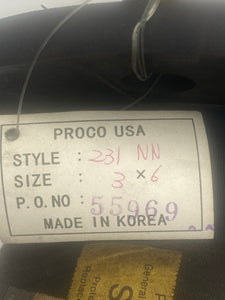 PROCO USA
STYLE : 231 NN
SIZE : 3 x 6
P.O.NO : 55969
MADE IN KOREA